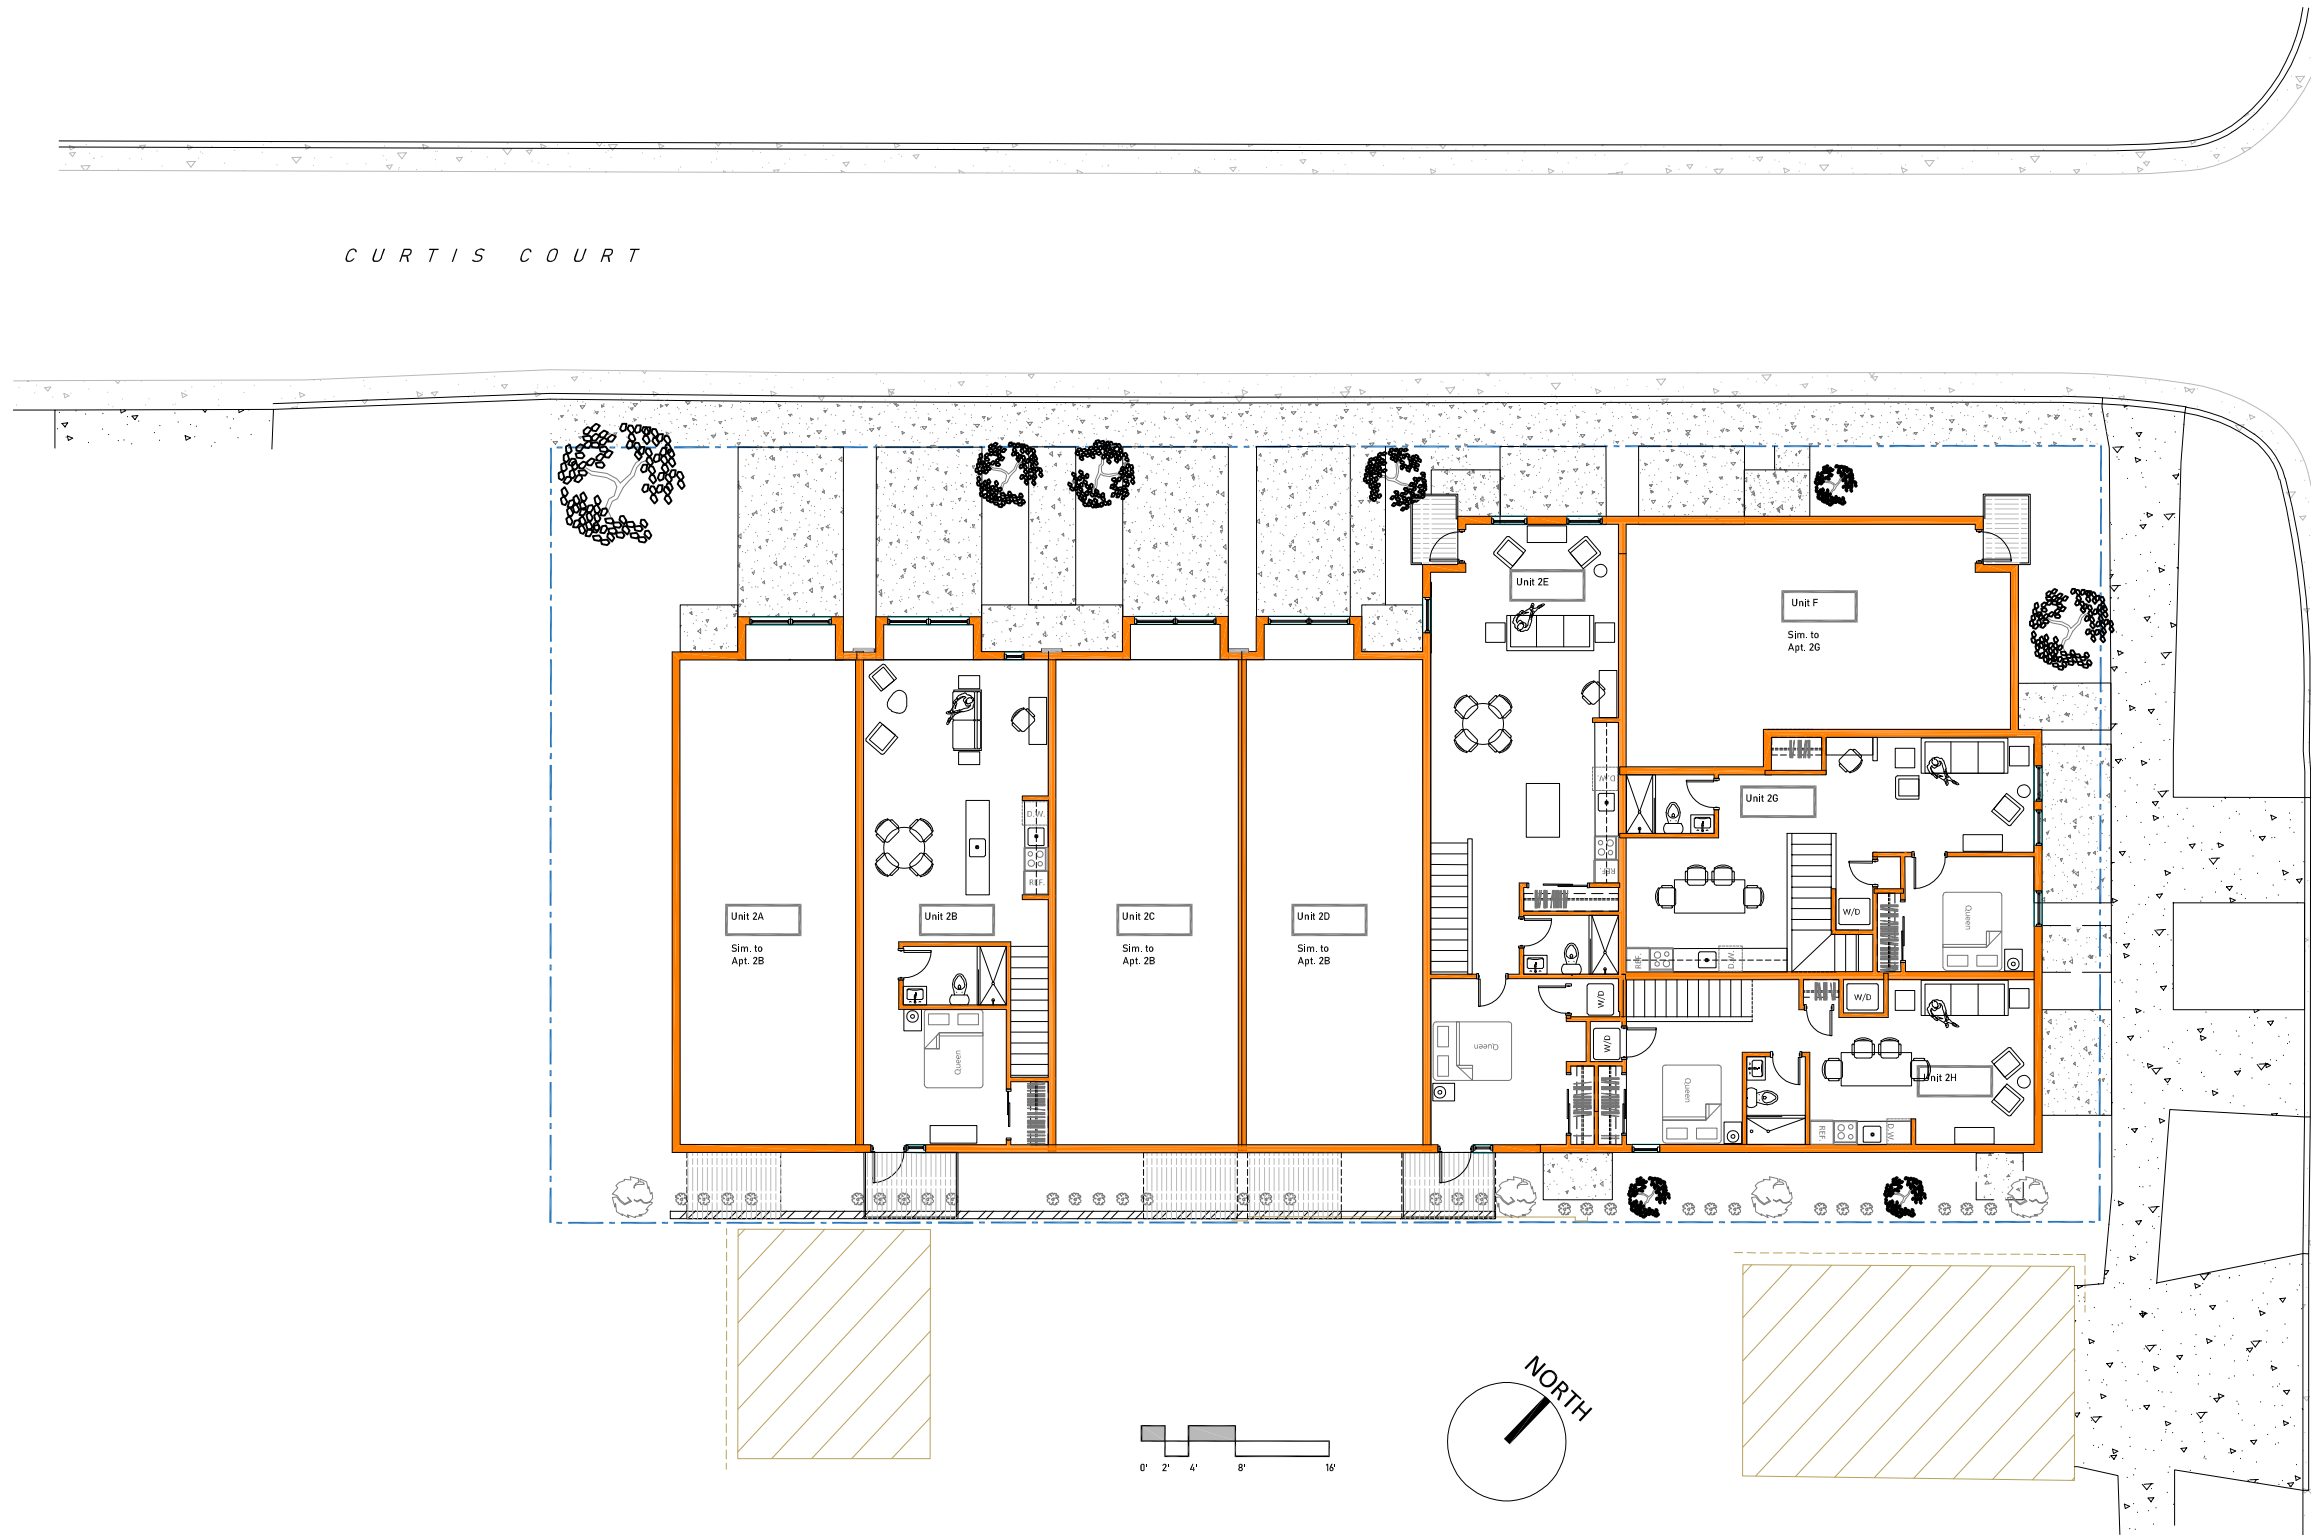 CURTIS COURT
Unit 2E
Unit F
Sim. to
Apt. 2G
D.W.
Unit 2G
D.W.
REF.
REF.
Unit 2A
Sim. to
Apt. 2B
Unit 2B
Unit 2C
Sim. to
Apt. 2B
Unit 2D
Sim. to
Apt. 2B
W/D
Queen
REF.
D.W.
W/D
W/D
W/D
Queen
Queen
Queen
Unit 2H
REF.
D.W.
NORTH
0' 2' 4' 8' 16'